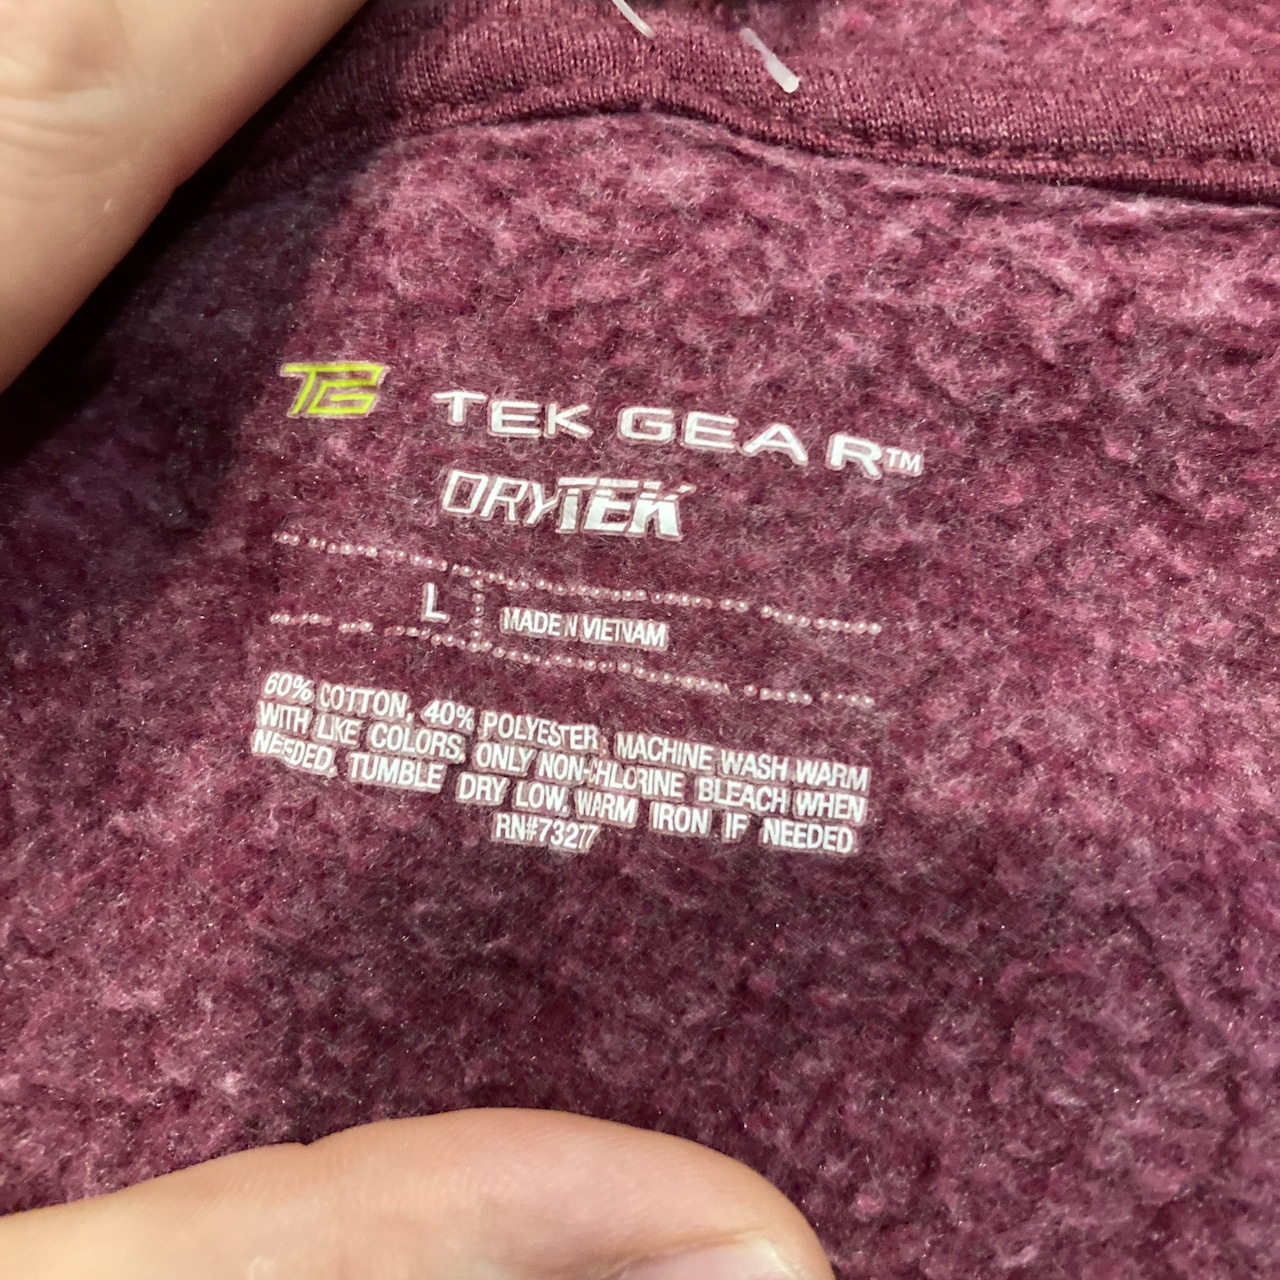 TG TEK GEAR™
DRYTEK
L MADE IN VIETNAM
60% COTTON, 40% POLYESTER, MACHINE WASH WARM
WITH LIKE COLORS, ONLY NON-CHLORINE BLEACH WHEN
NEEDED, TUMBLE DRY LOW, WARM IRON IF NEEDED.
RN#73277